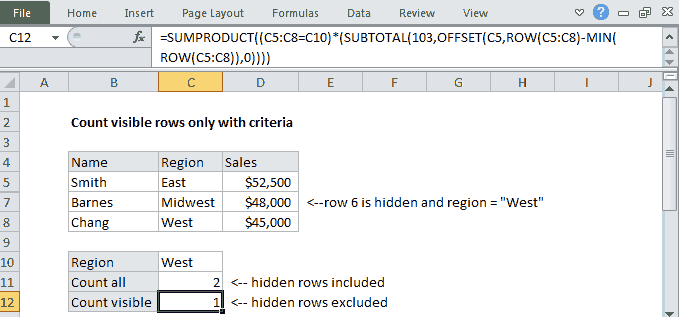 File Home Insert Page Layout Formulas Data Review View
C12 =SUMPRODUCT((C5:C8=C10)*(SUBTOTAL(103,OFFSET(C5,ROW(C5:C8)-MIN(
ROW(C5:C8)),0))))
A B C D E F G H I J
1
2 Count visible rows only with criteria
3
4 Name Region Sales
5 Smith East $52,500
7 Barnes Midwest $48,000 <--row 6 is hidden and region = "West"
8 Chang West $45,000
9
10 Region West
11 Count all 2 <-- hidden rows included
12 Count visible 1 <-- hidden rows excluded